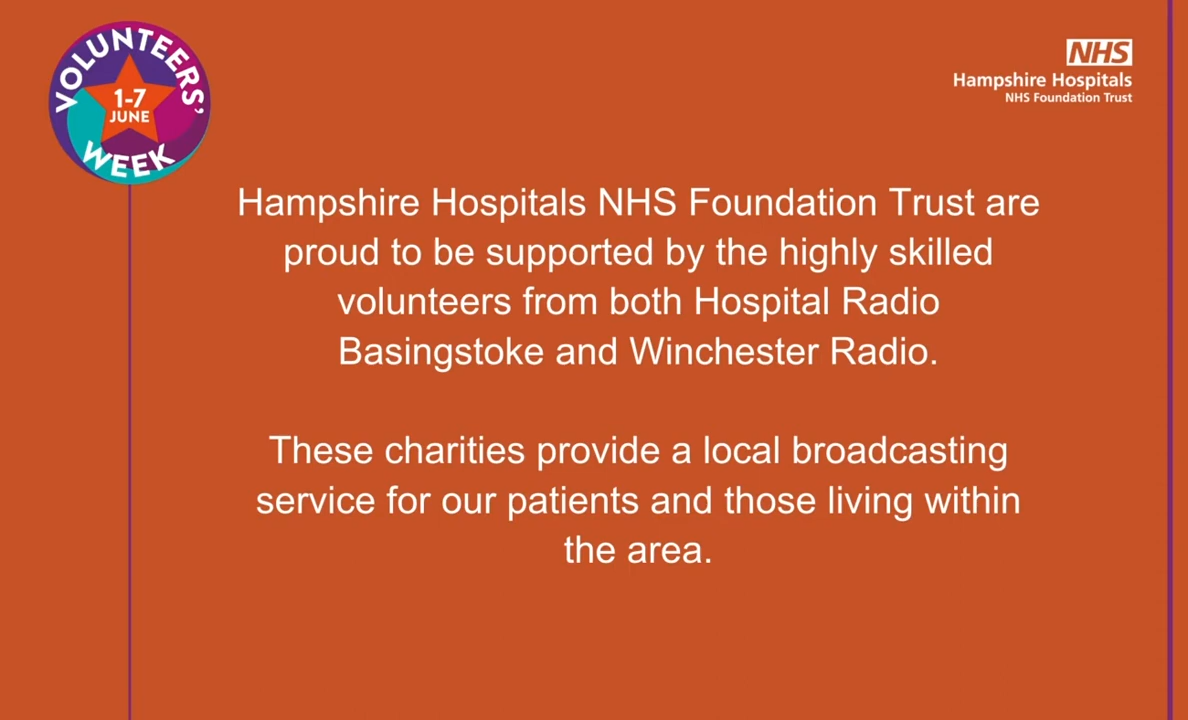 VOLUNTEERS'
1-7
JUNE
WEEK
NHS
Hampshire Hospitals
NHS Foundation Trust
Hampshire Hospitals NHS Foundation Trust are
proud to be supported by the highly skilled
volunteers from both Hospital Radio
Basingstoke and Winchester Radio.
These charities provide a local broadcasting
service for our patients and those living within
the area.